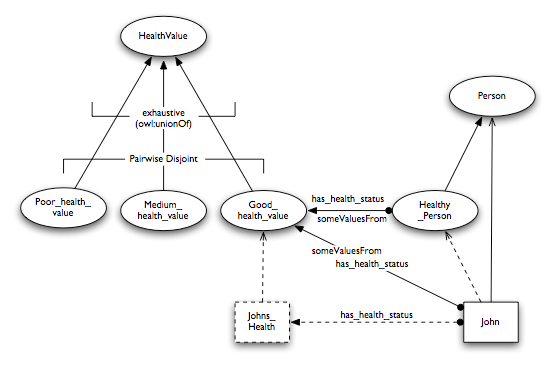 HealthValue
Person
exhaustive
(owl:unionOf)
Pairwise Disjoint
Poor_health_
value
Medium_
health_value
Good_
health_value
has_health_status
someValuesFrom
Healthy
_Person
someValuesFrom
has_health_status
Johns_
Health
has_health_status
John